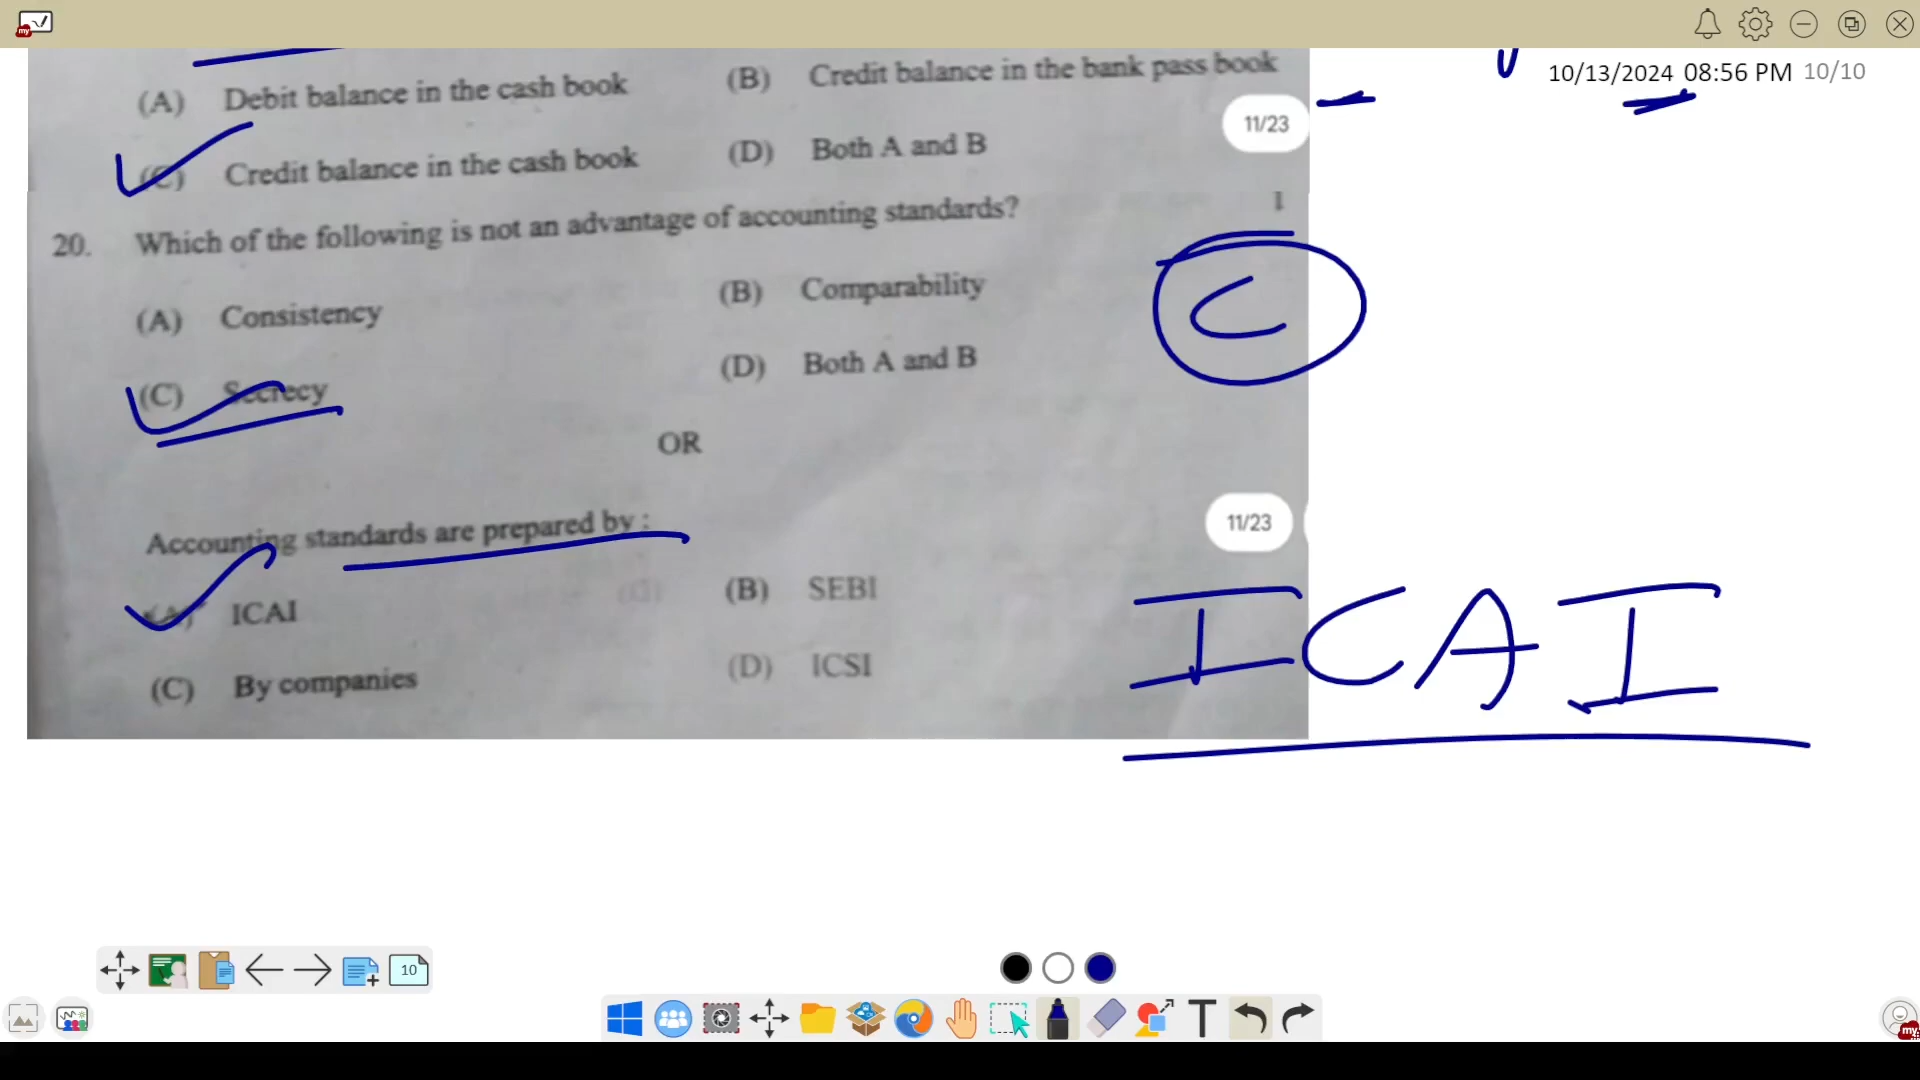 10/13/2024 08:56 PM 10/10
(A) Debit balance in the cash book (B) Credit balance in the bank pass book
11/23
(C) Credit balance in the cash book (D) Both A and B
1
20. Which of the following is not an advantage of accounting standards?
(A) Consistency (B) Comparability
C
(C) Secrecy (D) Both A and B
OR
Accounting standards are prepared by :
11/23
(A) ICAI (B) SEBI
ICAI
(C) By companies (D) ICSI
10
T
my
my